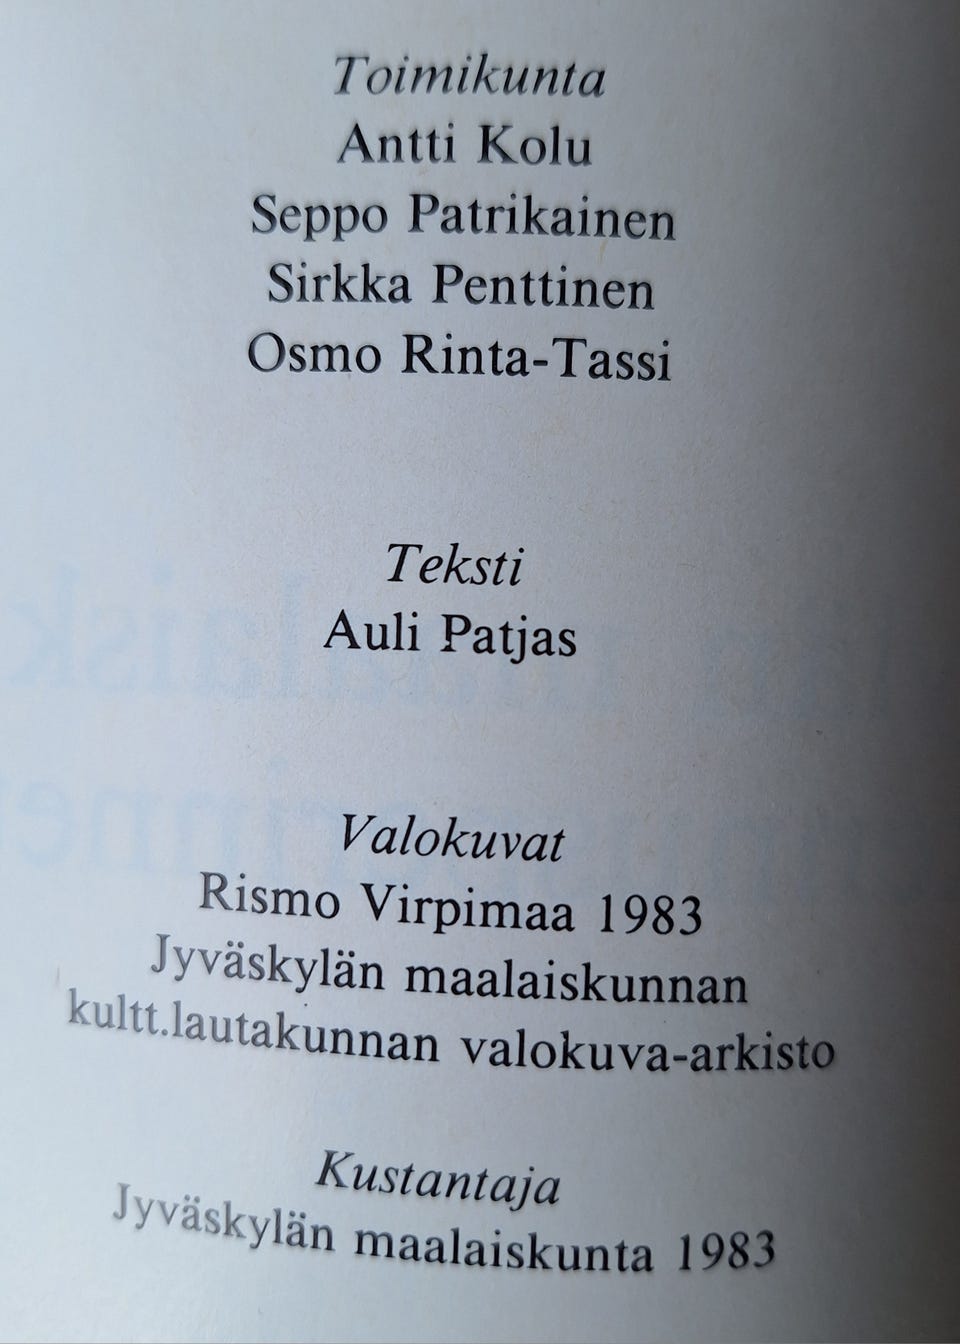 Toimikunta
Antti Kolu
Seppo Patrikainen
Sirkka Penttinen
Osmo Rinta-Tassi
Teksti
Auli Patjas
Valokuvat
Rismo Virpimaa 1983
Jyväskylän maalaiskunnan
kultt.lautakunnan valokuva-arkisto
Kustantaja
Jyväskylän maalaiskunta 1983